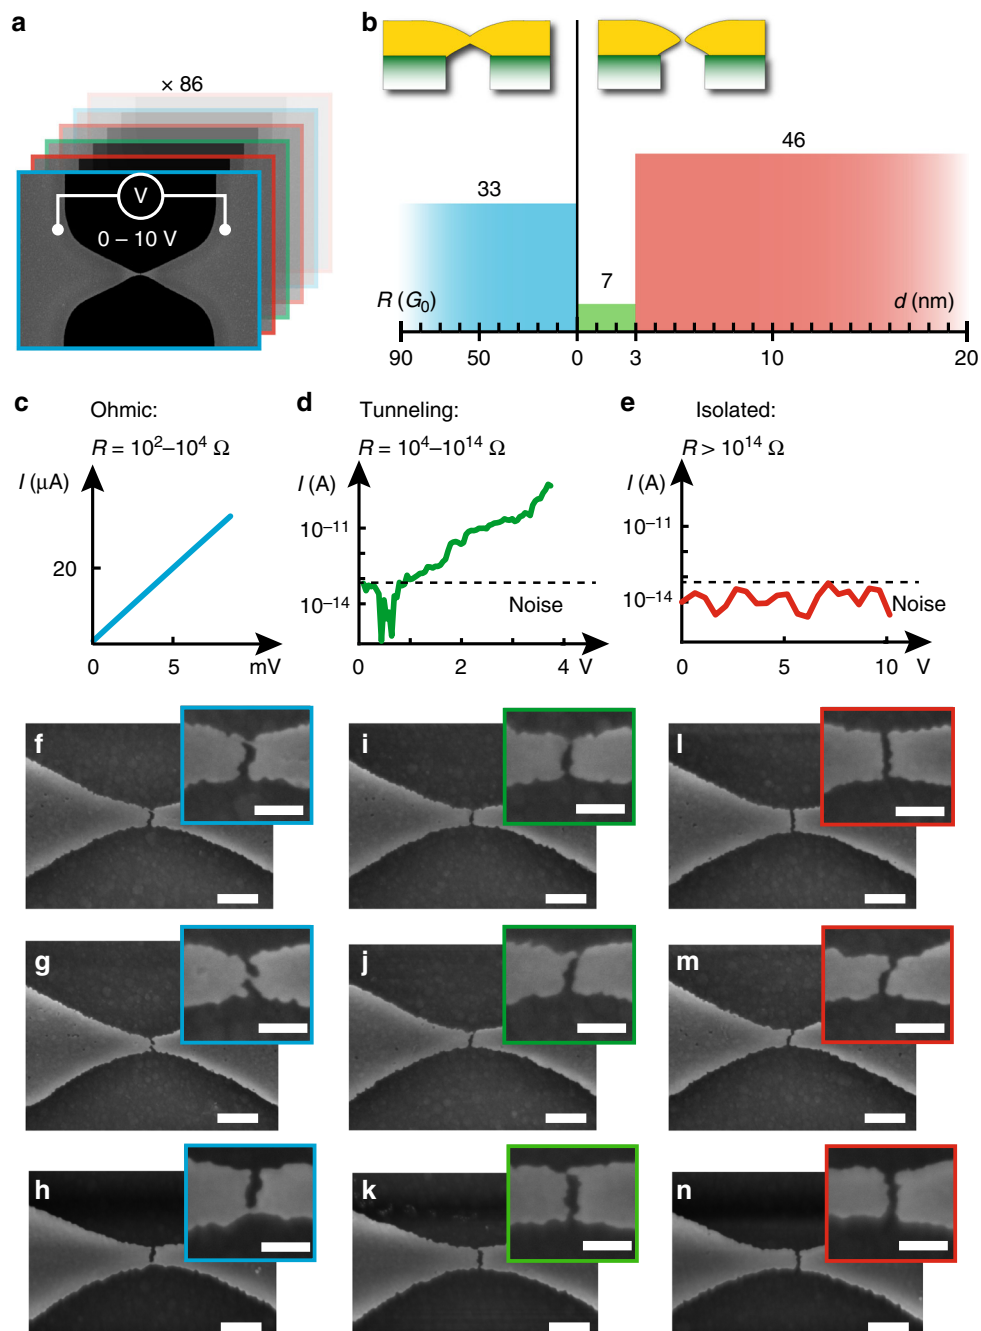 a
× 86
V
0 – 10 V
b
33
46
7
R (G₀)
d (nm)
90 50 0 3 10 20
c Ohmic:
R = 10²–10⁴ Ω
I (μA)
20
0 5 mV
d Tunneling:
R = 10⁴–10¹⁴ Ω
I (A)
10⁻¹¹
10⁻¹⁴
Noise
0 2 4 V
e Isolated:
R > 10¹⁴ Ω
I (A)
10⁻¹¹
10⁻¹⁴
Noise
0 5 10 V
f
i
l
g
j
m
h
k
n